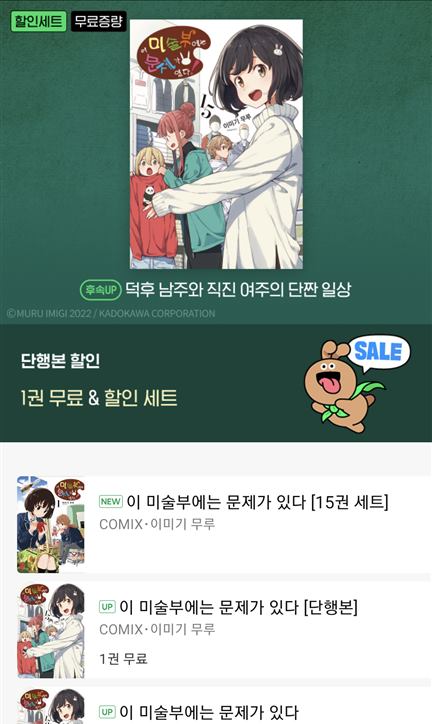 할인세트 무료증량
이 미술부에는
문제가
있다!
15
이미기 무루
후속UP 덕후 남주와 직진 여주의 단짠 일상
©MURU IMIGI 2022 / KADOKAWA CORPORATION
단행본 할인
SALE
1권 무료 & 할인 세트
NEW 이 미술부에는 문제가 있다 [15권 세트]
COMIX·이미기 무루
UP 이 미술부에는 문제가 있다 [단행본]
COMIX·이미기 무루
1권 무료
UP 이 미술부에는 문제가 있다